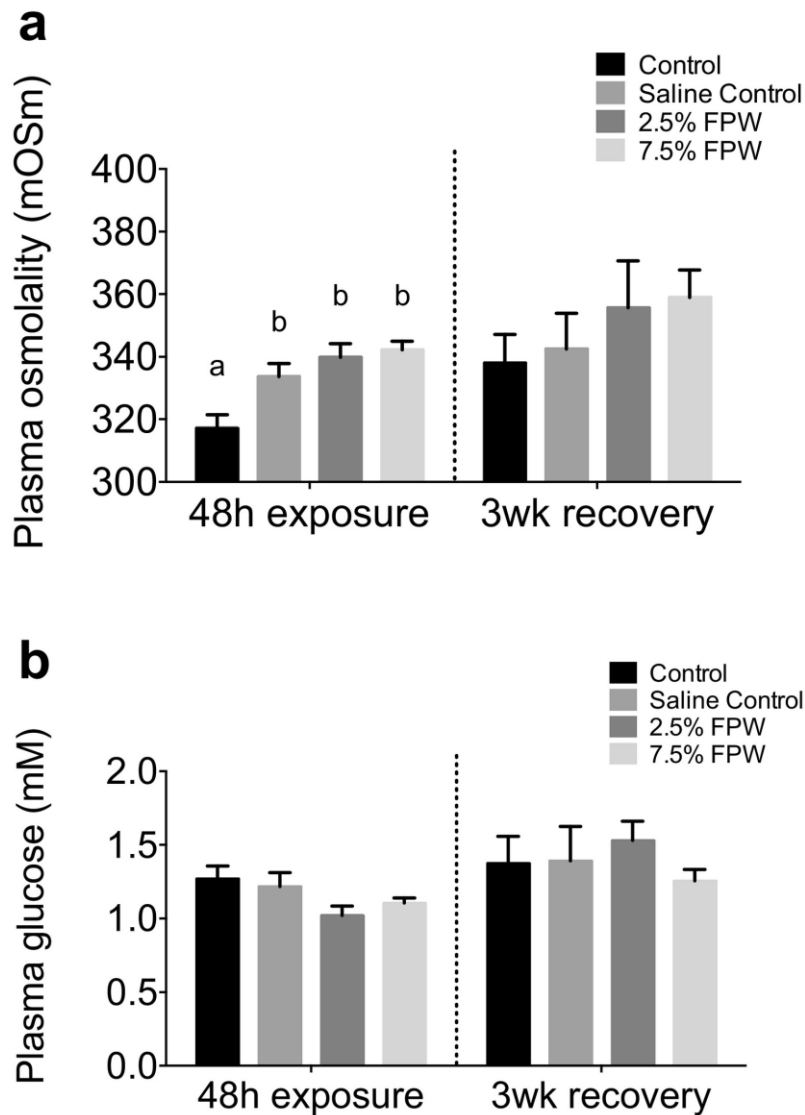 a
Control
Saline Control
2.5% FPW
7.5% FPW
Plasma osmolality (mOSm)
400
380
360
340
320
300
a
b
b
b
48h exposure
3wk recovery
b
Control
Saline Control
2.5% FPW
7.5% FPW
Plasma glucose (mM)
2.0
1.5
1.0
0.5
0.0
48h exposure
3wk recovery